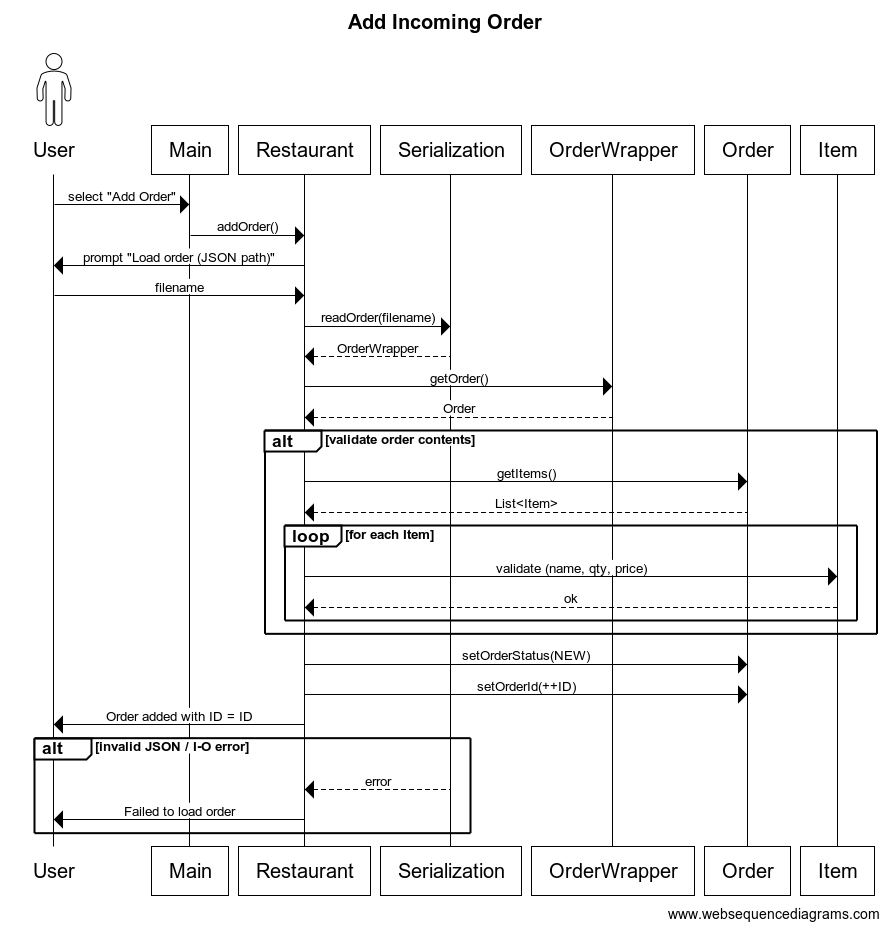 Add Incoming Order
User Main Restaurant Serialization OrderWrapper Order Item
select "Add Order"
addOrder()
prompt "Load order (JSON path)"
filename
readOrder(filename)
OrderWrapper
getOrder()
Order
alt [validate order contents]
getItems()
List<Item>
loop [for each Item]
validate (name, qty, price)
ok
setOrderStatus(NEW)
setOrderId(++ID)
Order added with ID = ID
alt [invalid JSON / I-O error]
error
Failed to load order
User Main Restaurant Serialization OrderWrapper Order Item
www.websequencediagrams.com